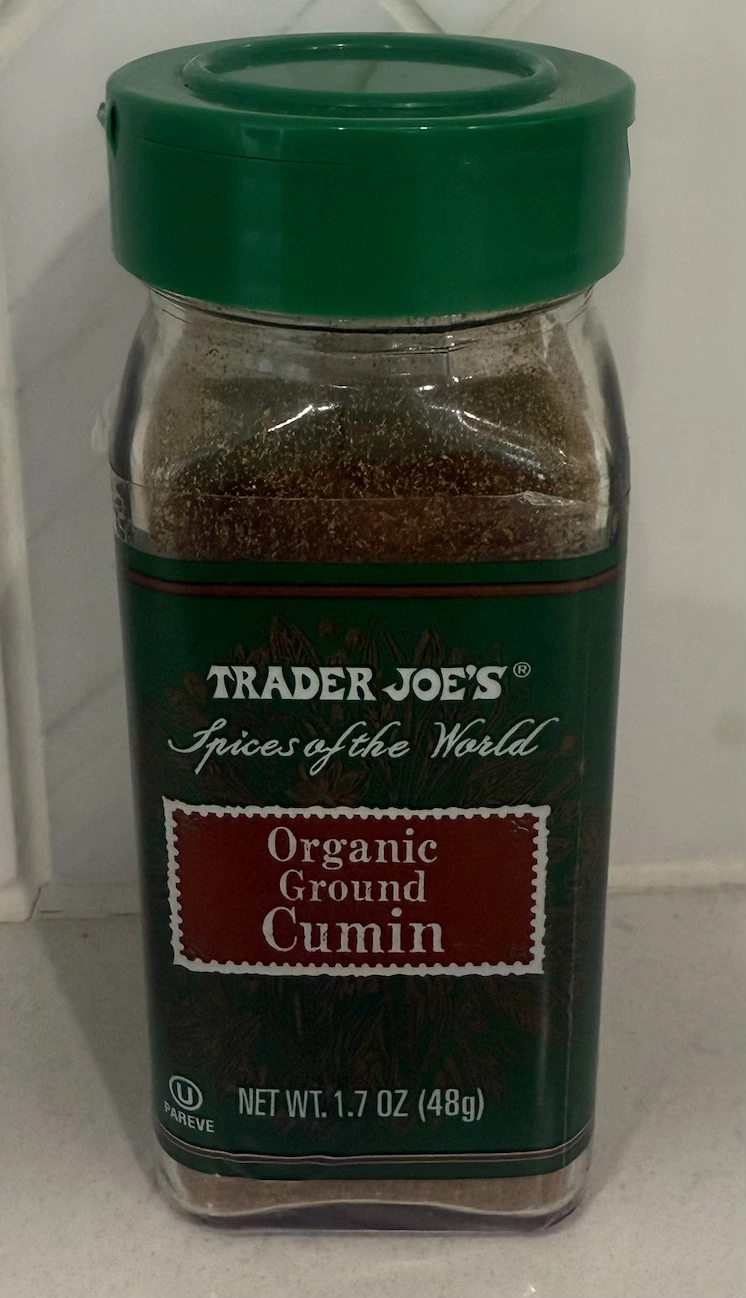 TRADER JOE'S®
Spices of the World
Organic
Ground
Cumin
U
PAREVE
NET WT. 1.7 OZ (48g)